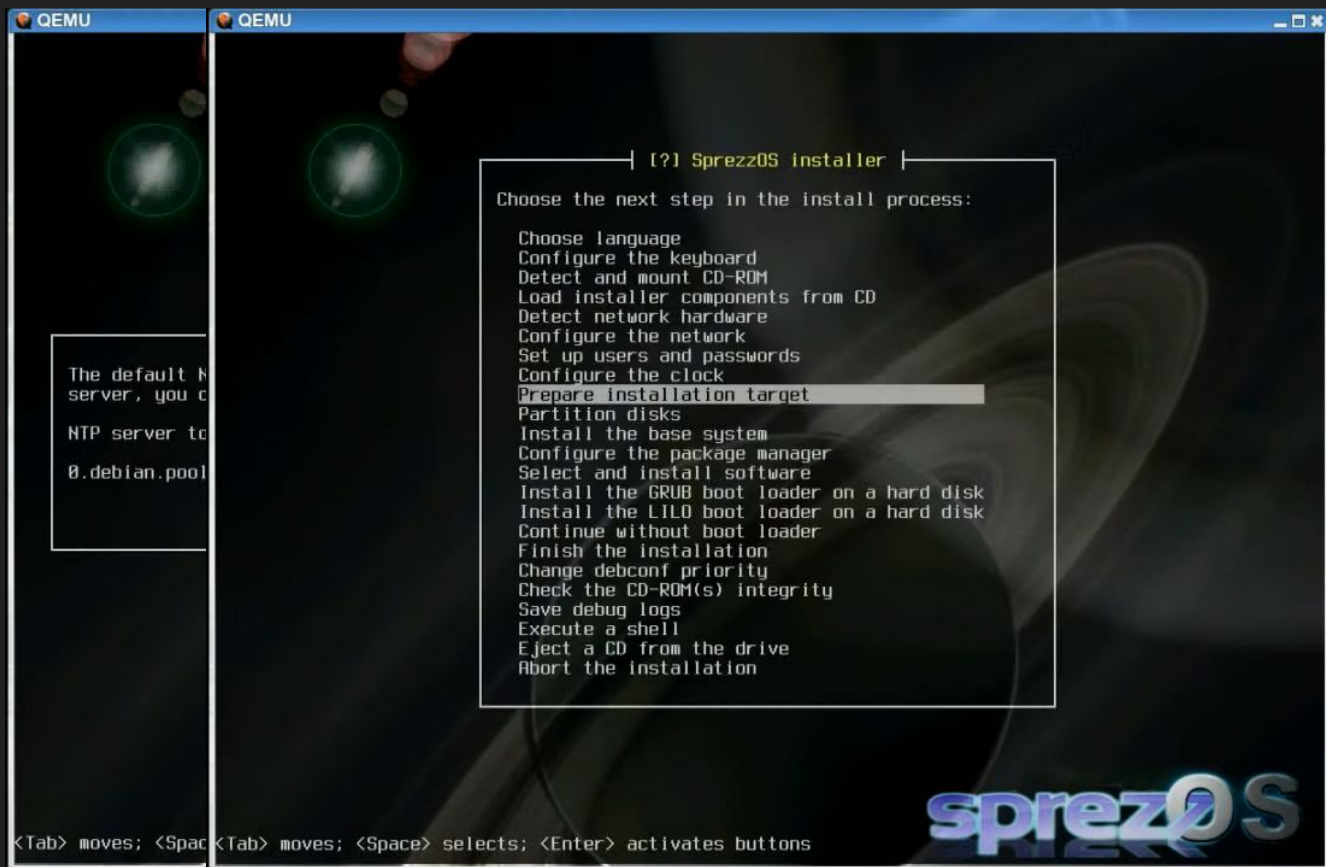 QEMU
The default N
server, you c
NTP server to
0.debian.pool
<Tab> moves; <Spac
QEMU
[?] SprezzOS installer
Choose the next step in the install process:
Choose language
Configure the keyboard
Detect and mount CD-ROM
Load installer components from CD
Detect network hardware
Configure the network
Set up users and passwords
Configure the clock
Prepare installation target
Partition disks
Install the base system
Configure the package manager
Select and install software
Install the GRUB boot loader on a hard disk
Install the LILO boot loader on a hard disk
Continue without boot loader
Finish the installation
Change debconf priority
Check the CD-ROM(s) integrity
Save debug logs
Execute a shell
Eject a CD from the drive
Abort the installation
sprezzOS
<Tab> moves; <Space> selects; <Enter> activates buttons